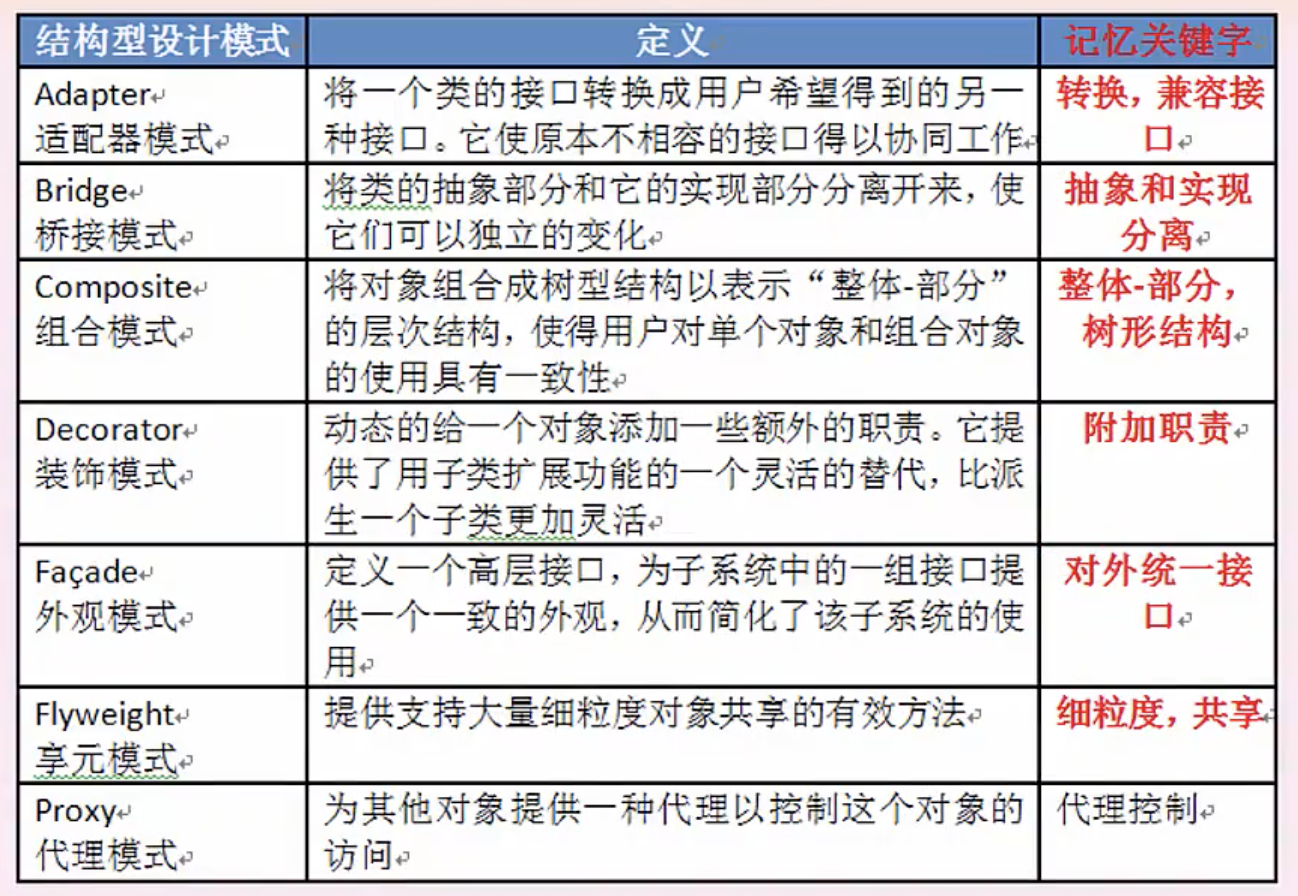 结构型设计模式 定义 记忆关键字
Adapter
适配器模式
将一个类的接口转换成用户希望得到的另一
种接口。它使原本不相容的接口得以协同工作
转换，兼容接
口
Bridge
桥接模式
将类的抽象部分和它的实现部分分离开来，使
它们可以独立的变化
抽象和实现
分离
Composite
组合模式
将对象组合成树型结构以表示“整体-部分”
的层次结构，使得用户对单个对象和组合对象
的使用具有一致性
整体-部分，
树形结构
Decorator
装饰模式
动态的给一个对象添加一些额外的职责。它提
供了用子类扩展功能的一个灵活的替代，比派
生一个子类更加灵活
附加职责
Façade
外观模式
定义一个高层接口，为子系统中的一组接口提
供一个一致的外观，从而简化了该子系统的使
用
对外统一接
口
Flyweight
享元模式
提供支持大量细粒度对象共享的有效方法
细粒度，共享
Proxy
代理模式
为其他对象提供一种代理以控制这个对象的
访问
代理控制